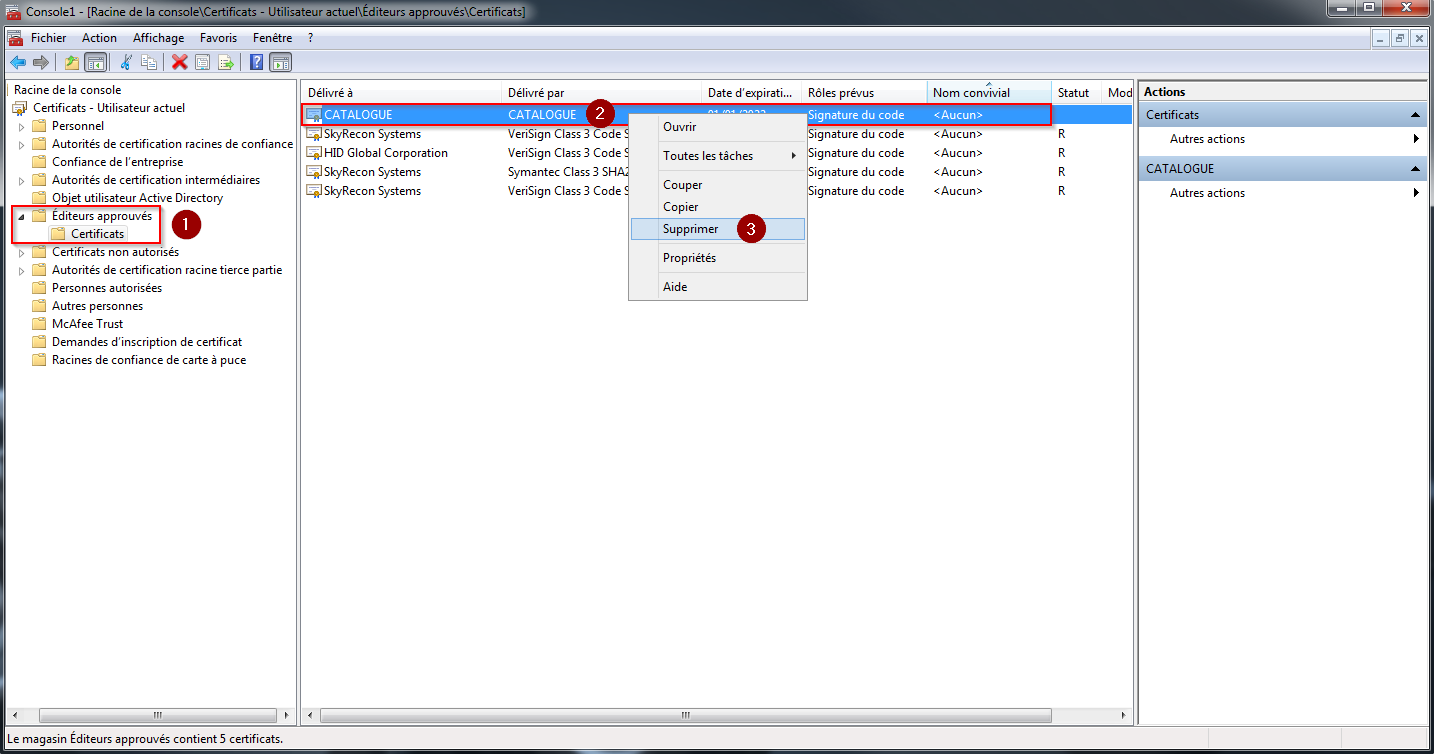 Console1 - [Racine de la console\Certificats - Utilisateur actuel\Éditeurs approuvés\Certificats]
Fichier Action Affichage Favoris Fenêtre ?
Racine de la console
Certificats - Utilisateur actuel
Personnel
Autorités de certification racines de confiance
Confiance de l'entreprise
Autorités de certification intermédiaires
Objet utilisateur Active Directory
Éditeurs approuvés
Certificats
1
Certificats non autorisés
Autorités de certification racine tierce partie
Personnes autorisées
Autres personnes
McAfee Trust
Demandes d'inscription de certificat
Racines de confiance de carte à puce
Délivré à Délivré par Date d'expirati... Rôles prévus Nom convivial Statut Mod
CATALOGUE CATALOGUE 2 Signature du code <Aucun>
SkyRecon Systems VeriSign Class 3 Code S Signature du code <Aucun> R
HID Global Corporation VeriSign Class 3 Code S Signature du code <Aucun> R
SkyRecon Systems Symantec Class 3 SHA2 Signature du code <Aucun> R
SkyRecon Systems VeriSign Class 3 Code S Signature du code <Aucun> R
Ouvrir
Toutes les tâches
Couper
Copier
Supprimer 3
Propriétés
Aide
Actions
Certificats
Autres actions
CATALOGUE
Autres actions
Le magasin Éditeurs approuvés contient 5 certificats.